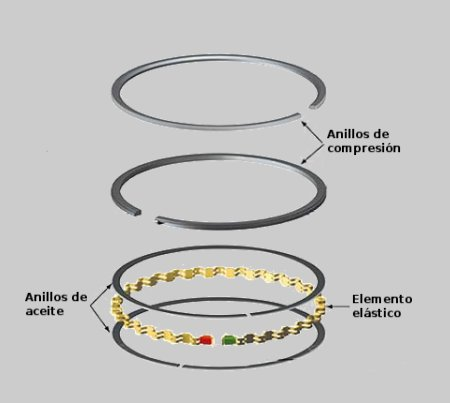 Anillos de
compresión
Anillos de
aceite
Elemento
elástico